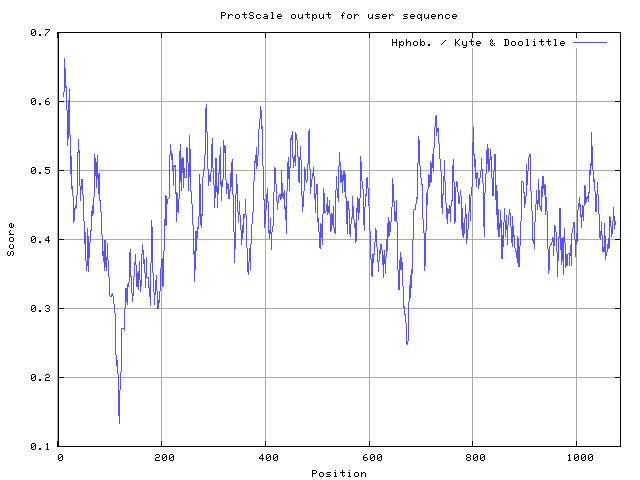 ProtScale output for user sequence
Hphob. / Kyte & Doolittle
0.7
0.6
0.5
0.4
0.3
0.2
0.1
Score
0 200 400 600 800 1000
Position